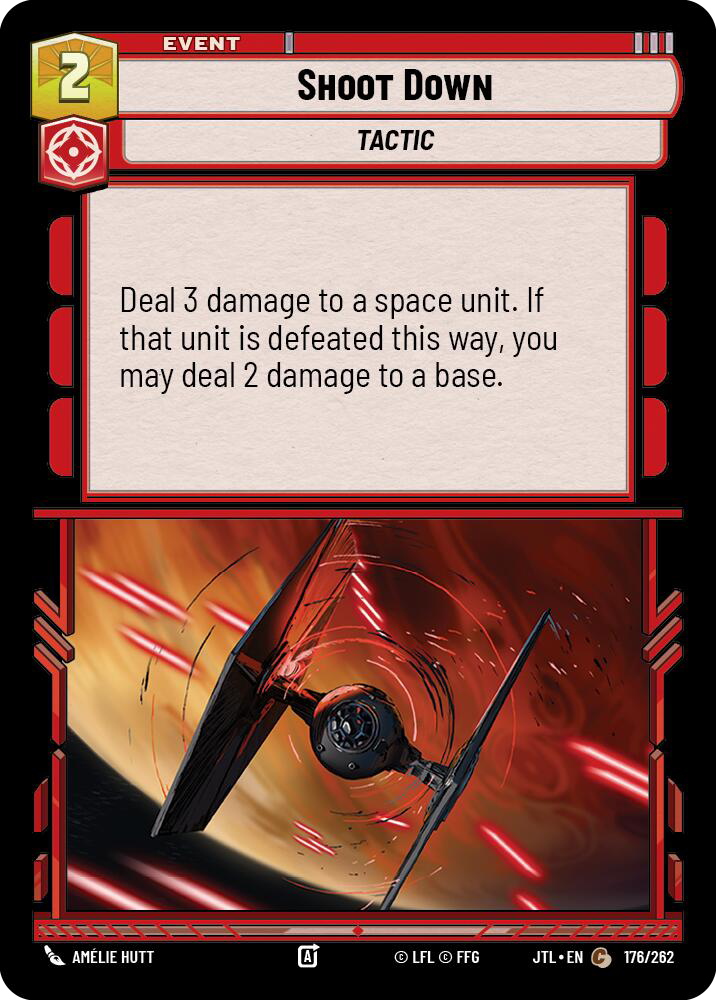 EVENT
2
SHOOT DOWN
TACTIC
Deal 3 damage to a space unit. If
that unit is defeated this way, you
may deal 2 damage to a base.
AMÉLIE HUTT
A
© LFL © FFG
JTL • EN
C
176/262